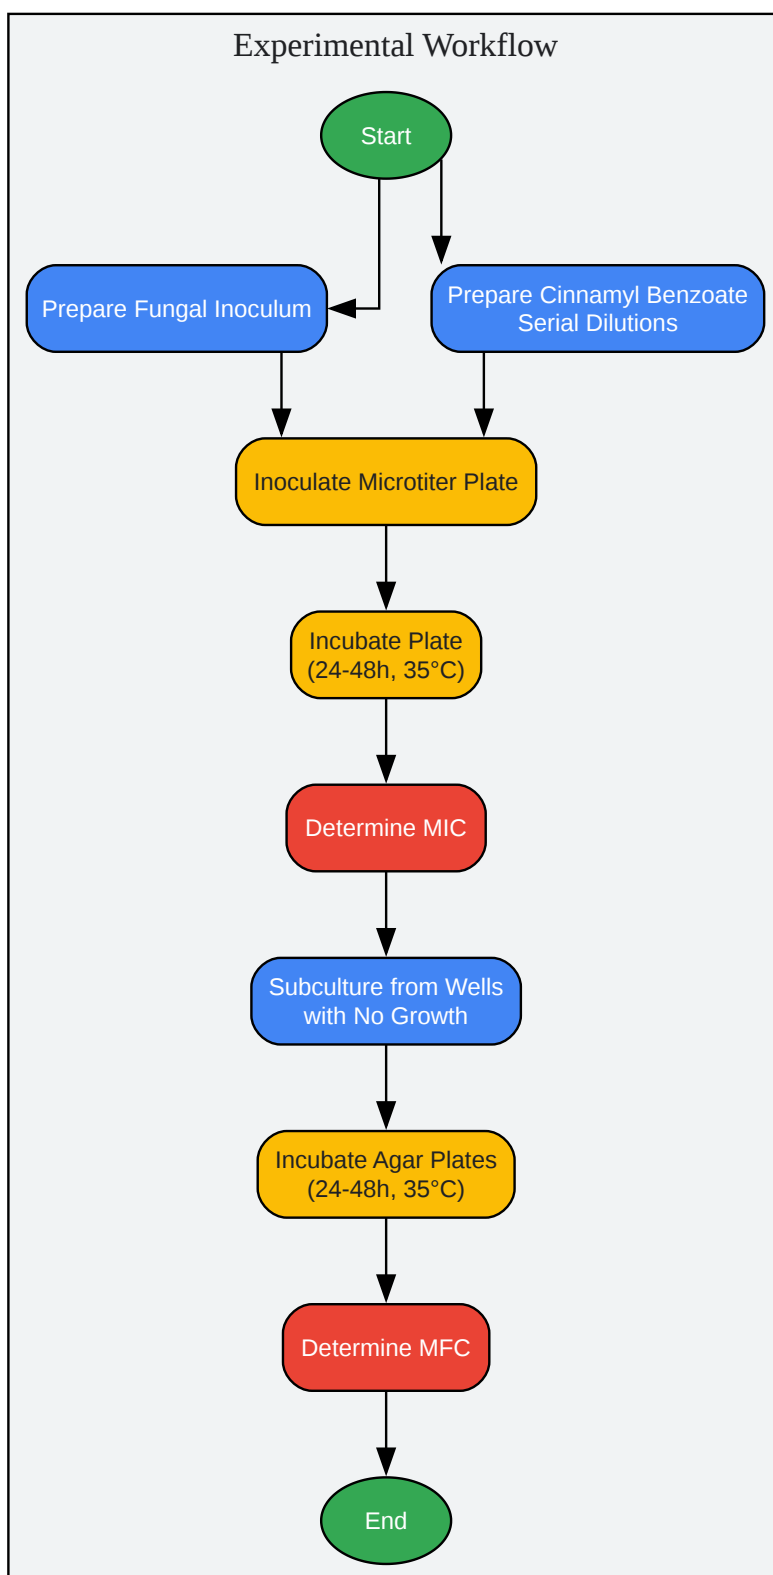 Experimental Workflow
Start
Prepare Fungal Inoculum
Prepare Cinnamyl Benzoate
Serial Dilutions
Inoculate Microtiter Plate
Incubate Plate
(24-48h, 35°C)
Determine MIC
Subculture from Wells
with No Growth
Incubate Agar Plates
(24-48h, 35°C)
Determine MFC
End